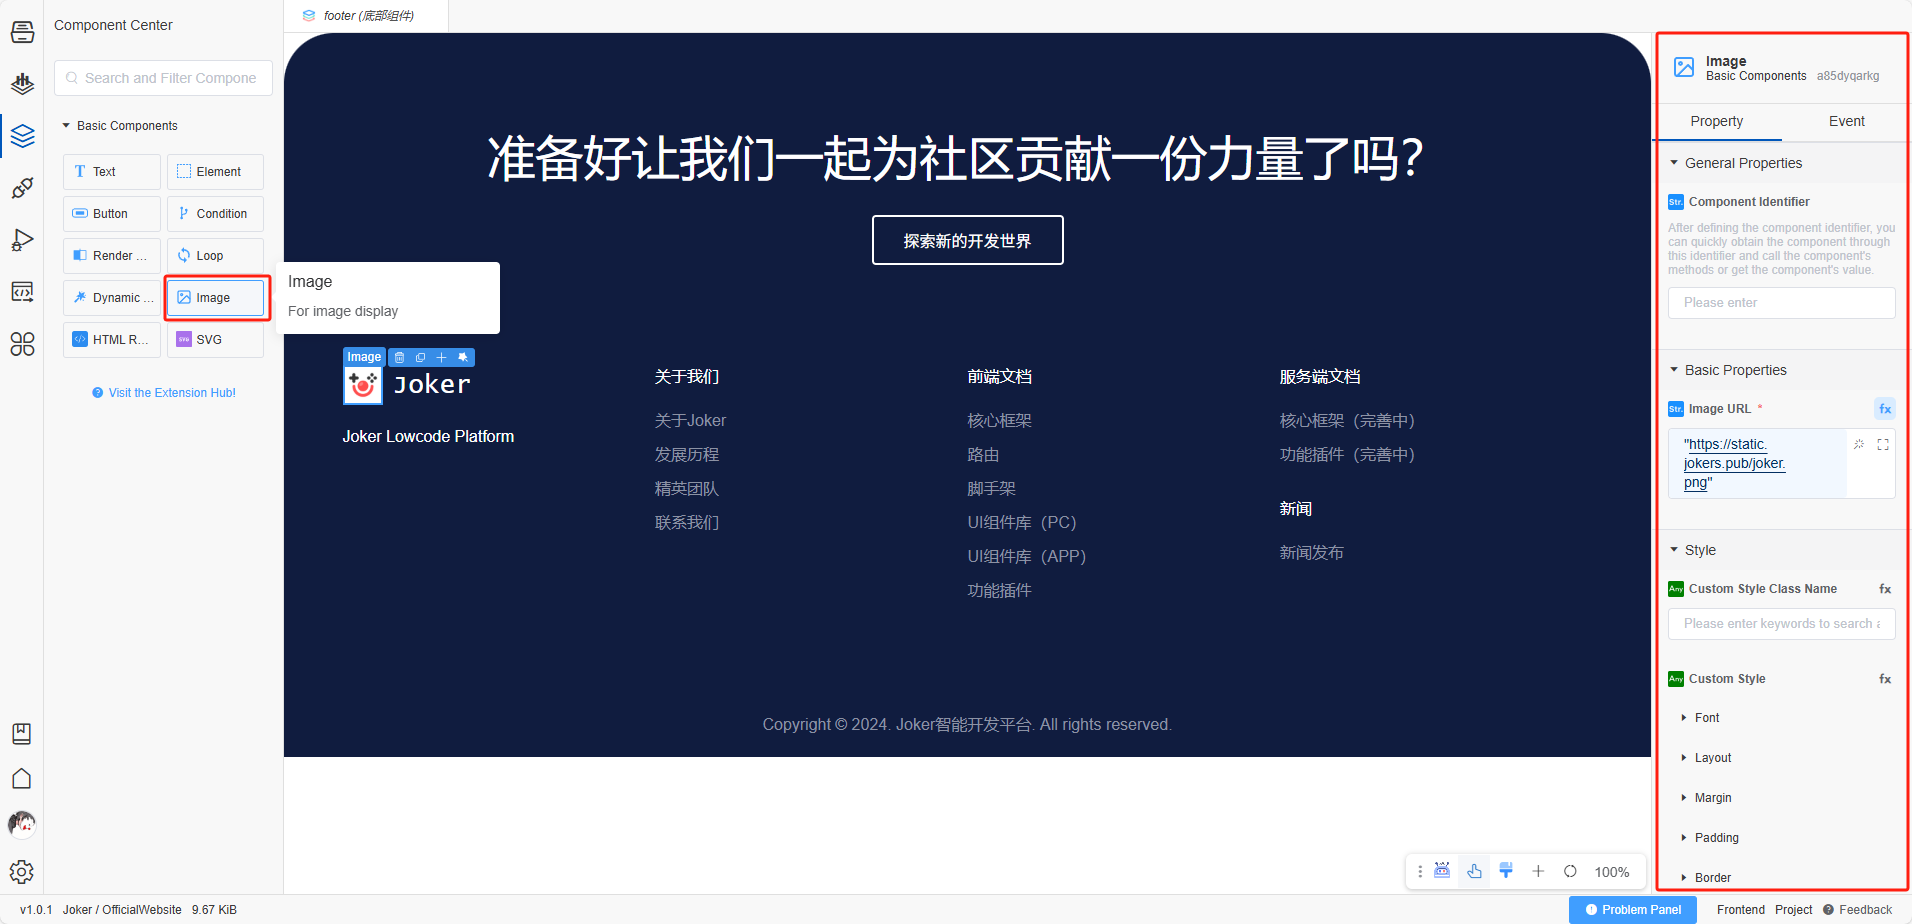 Component Center
Search and Filter Compone
Basic Components
Text
Element
Button
Condition
Render ...
Loop
Dynamic ...
Image
HTML R...
SVG
Visit the Extension Hub!
footer (底部组件)
准备好让我们一起为社区贡献一份力量了吗?
探索新的开发世界
Image
For image display
Image
Joker
Joker Lowcode Platform
关于我们
关于Joker
发展历程
精英团队
联系我们
前端文档
核心框架
路由
脚手架
UI组件库（PC）
UI组件库（APP）
功能插件
服务端文档
核心框架（完善中）
功能插件（完善中）
新闻
新闻发布
Copyright © 2024. Joker智能开发平台. All rights reserved.
100%
Image
Basic Components a85dyqarkg
Property
Event
General Properties
Str. Component Identifier
After defining the component identifier, you
can quickly obtain the component through
this identifier and call the component's
methods or get the component's value.
Please enter
Basic Properties
Str. Image URL * fx
"https://static.
jokers.pub/joker.
png"
Style
Any Custom Style Class Name fx
Please enter keywords to search a
Any Custom Style fx
Font
Layout
Margin
Padding
Border
v1.0.1 Joker / OfficialWebsite 9.67 KiB
Problem Panel
Frontend Project Feedback